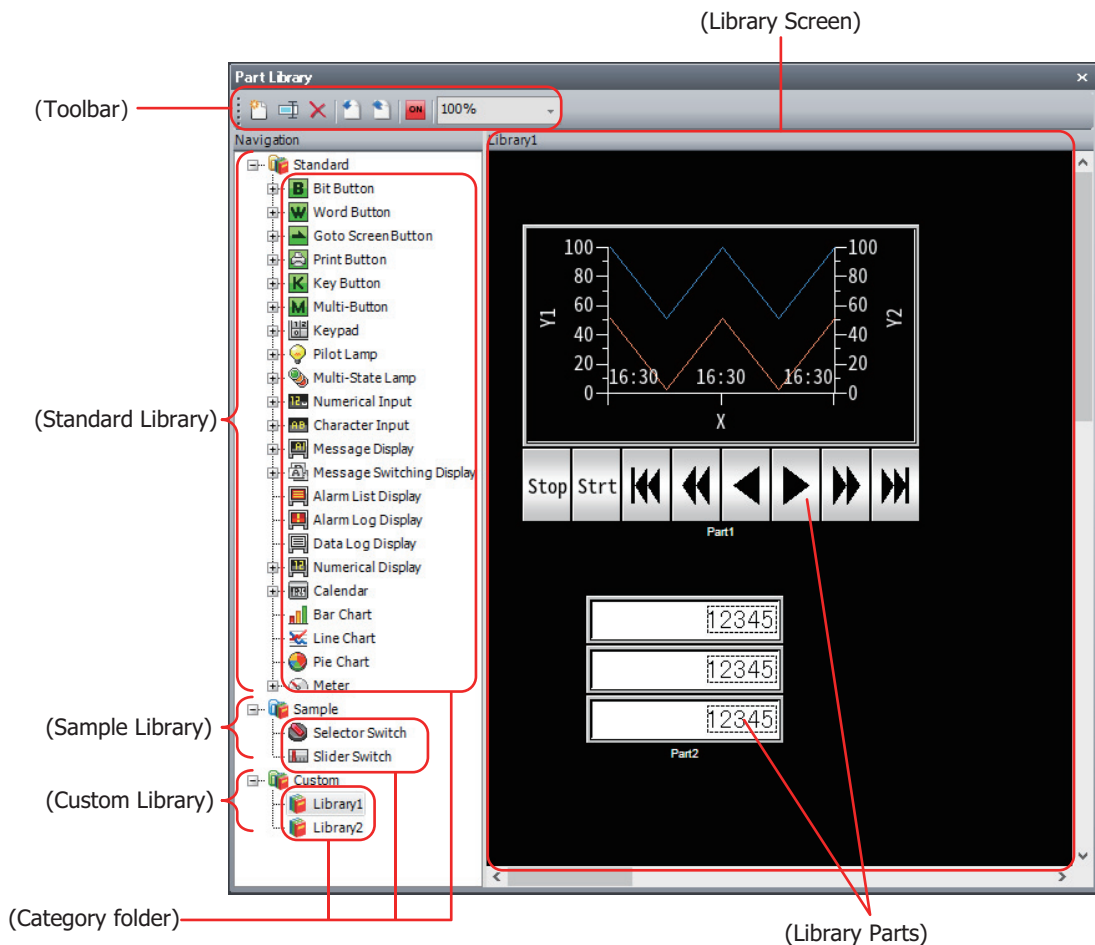 (Library Screen)
Part Library
(Toolbar)
ON
100%
Navigation
Library1
Standard
B Bit Button
W Word Button
Goto Screen Button
Print Button
K Key Button
M Multi-Button
Keypad
Pilot Lamp
Multi-State Lamp
Numerical Input
AB Character Input
Message Display
Message Switching Display
Alarm List Display
Alarm Log Display
Data Log Display
Numerical Display
Calendar
Bar Chart
Line Chart
Pie Chart
Meter
(Standard Library)
Sample
Selector Switch
Slider Switch
(Sample Library)
Custom
Library1
Library2
(Custom Library)
(Category folder)
100 100
80 80
60 60
Y1 Y2
40 40
20 20
16:30 16:30 16:30
0 0
X
Stop Strt
Part1
12345
12345
12345
Part2
(Library Parts)